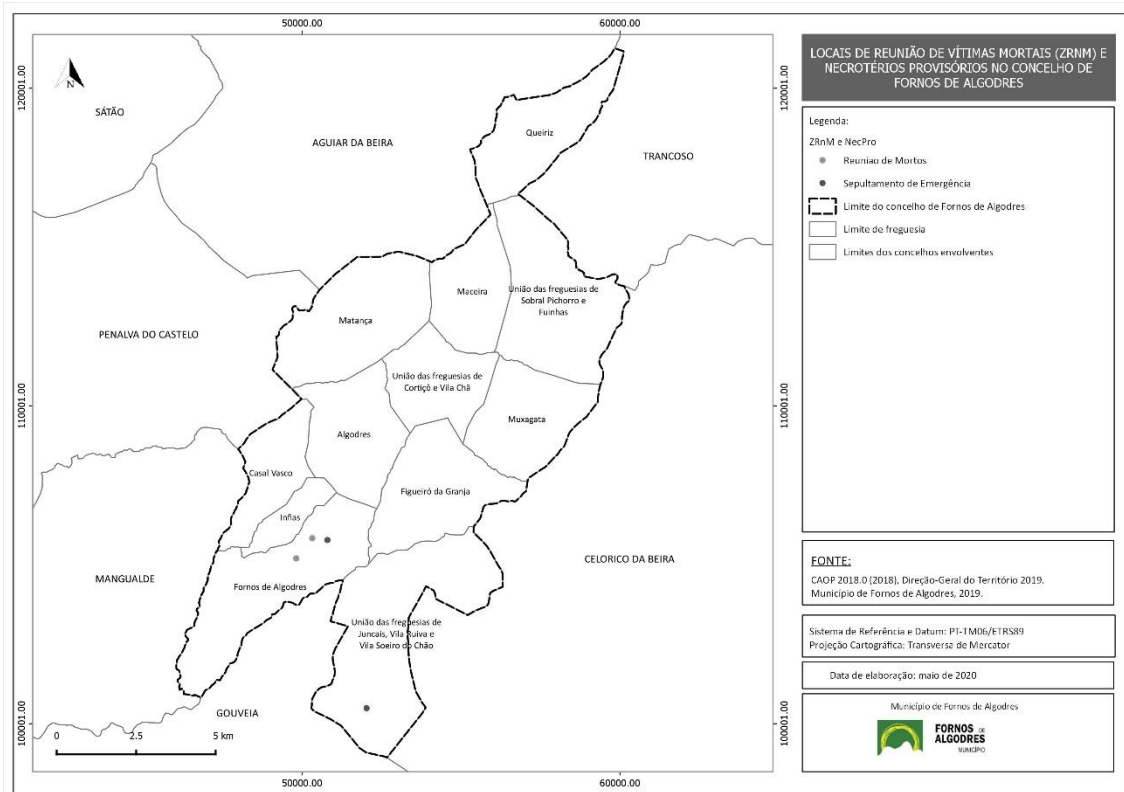 50000.00
60000.00
120001.00
120001.00
N
SÁTÃO
AGUIAR DA BEIRA
Queiriz
TRANCOSO
Maceira
União das freguesias de
Sobral Pichorro e
Fuinhas
Matança
PENALVA DO CASTELO
União das freguesias de
Cortiçô e Vila Chã
110001.00
110001.00
Muxagata
Algodres
Casal Vasco
Figueiró da Granja
Infias
CELORICO DA BEIRA
MANGUALDE
Fornos de Algodres
União das freguesias de
Juncais, Vila Ruiva e
Vila Soeiro do Chão
GOUVEIA
100001.00
100001.00
0 2.5 5 km
50000.00
60000.00
LOCAIS DE REUNIÃO DE VÍTIMAS MORTAIS (ZRNM) E
NECROTÉRIOS PROVISÓRIOS NO CONCELHO DE
FORNOS DE ALGODRES
Legenda:
ZRnM e NecPro
Reuniao de Mortos
Sepultamento de Emergência
Limite do concelho de Fornos de Algodres
Limite de freguesia
Limites dos concelhos envolventes
FONTE:
CAOP 2018.0 (2018), Direção-Geral do Território 2019.
Município de Fornos de Algodres, 2019.
Sistema de Referência e Datum: PT-TM06/ETRS89
Projeção Cartográfica: Transversa de Mercator
Data de elaboração: maio de 2020
Município de Fornos de Algodres
FORNOS DE
ALGODRES
MUNICÍPIO